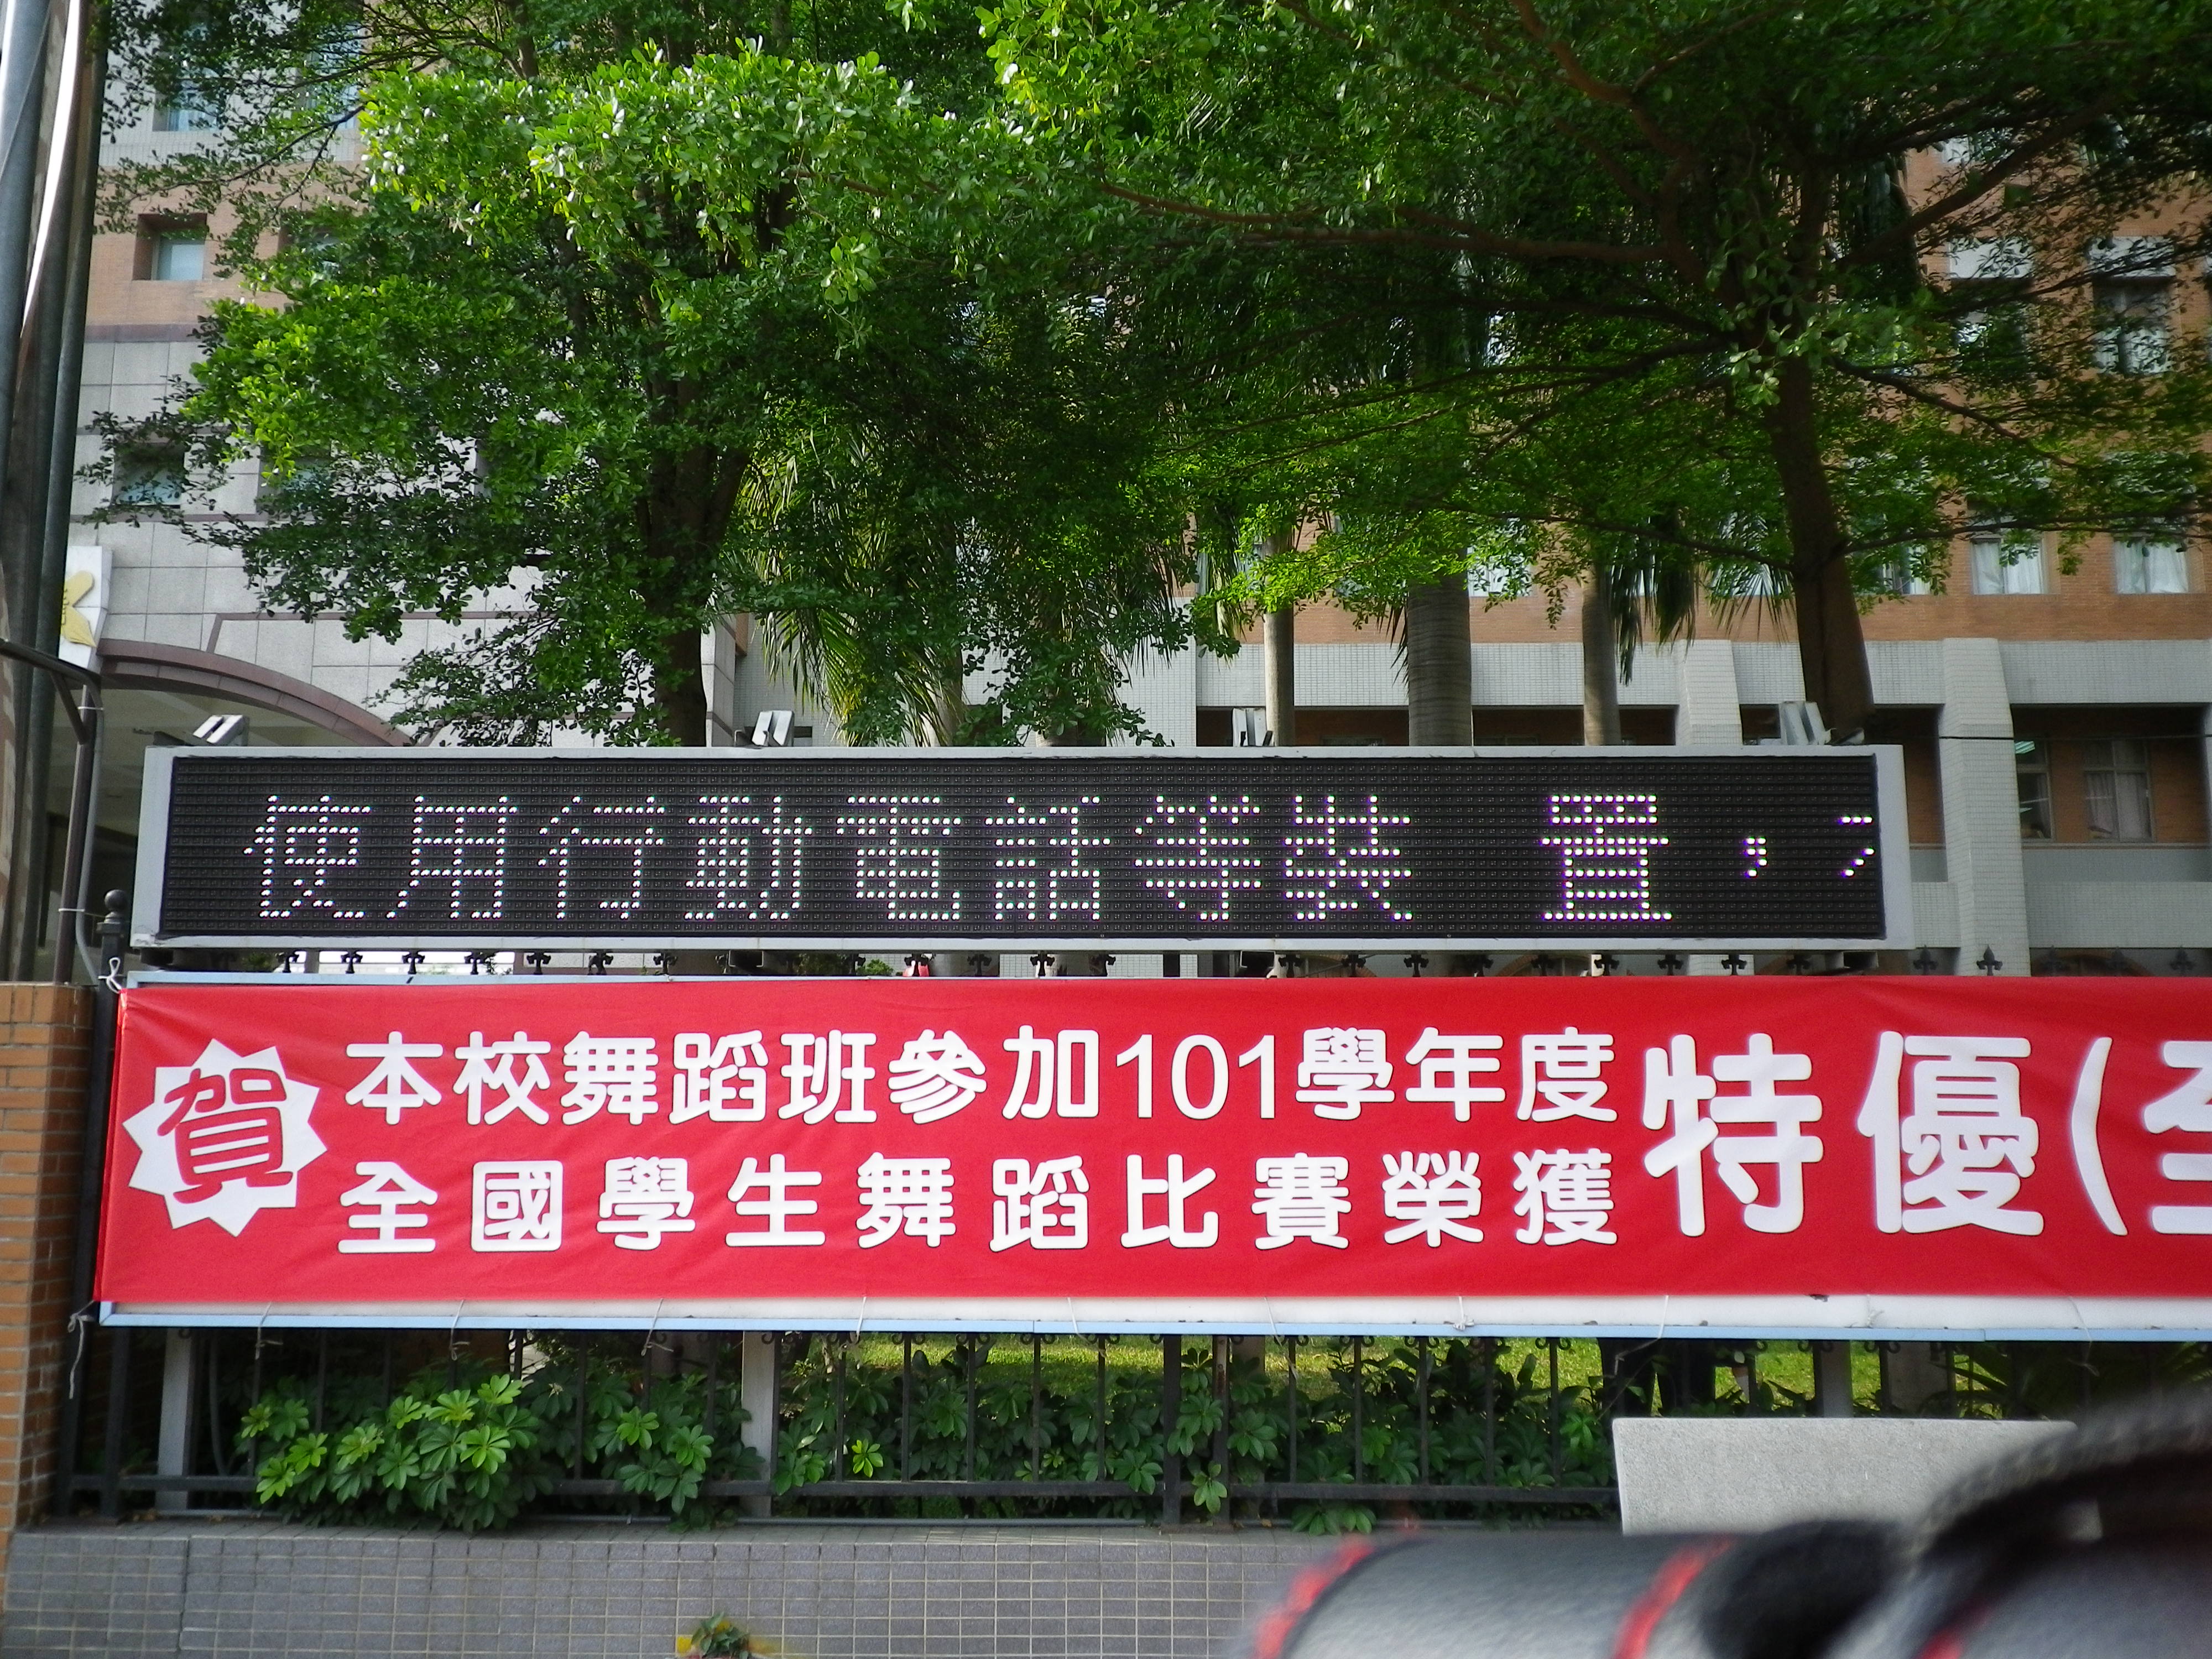 使用行動電話等裝 置，
賀
本校舞蹈班參加101學年度
全國學生舞蹈比賽榮獲
特優(